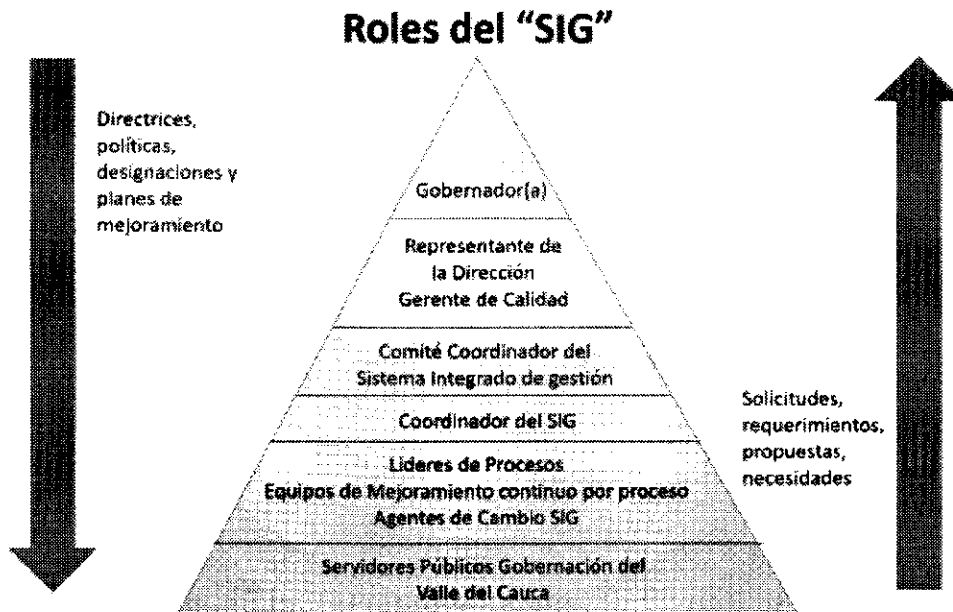 Roles del “SIG”
Directrices,
políticas,
designaciones y
planes de
mejoramiento
Gobernador(a)
Representante de
la Dirección
Gerente de Calidad
Comité Coordinador del
Sistema Integrado de gestión
Coordinador del SIG
Lideres de Procesos
Equipos de Mejoramiento continuo por proceso
Agentes de Cambio SIG
Servidores Públicos Gobernación del
Valle del Cauca
Solicitudes,
requerimientos,
propuestas,
necesidades